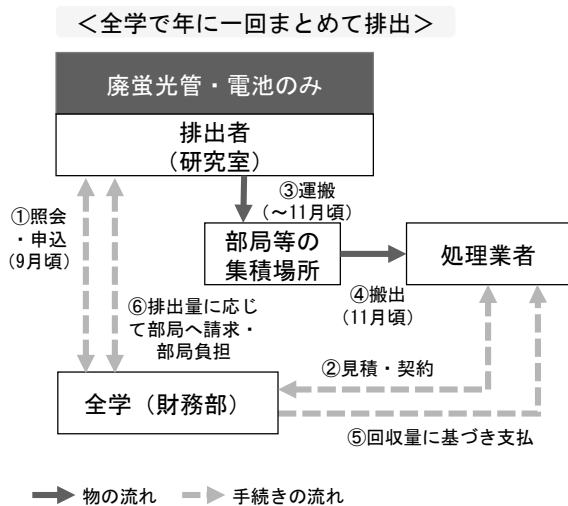 ＜全学で年に一回まとめて排出＞
廃蛍光管・電池のみ
排出者
（研究室）
①照会
・申込
（9月頃）
③運搬
（～11月頃）
部局等の
集積場所
処理業者
④搬出
（11月頃）
⑥排出量に応じ
て部局へ請求・
部局負担
②見積・契約
全学（財務部）
⑤回収量に基づき支払
物の流れ
手続きの流れ